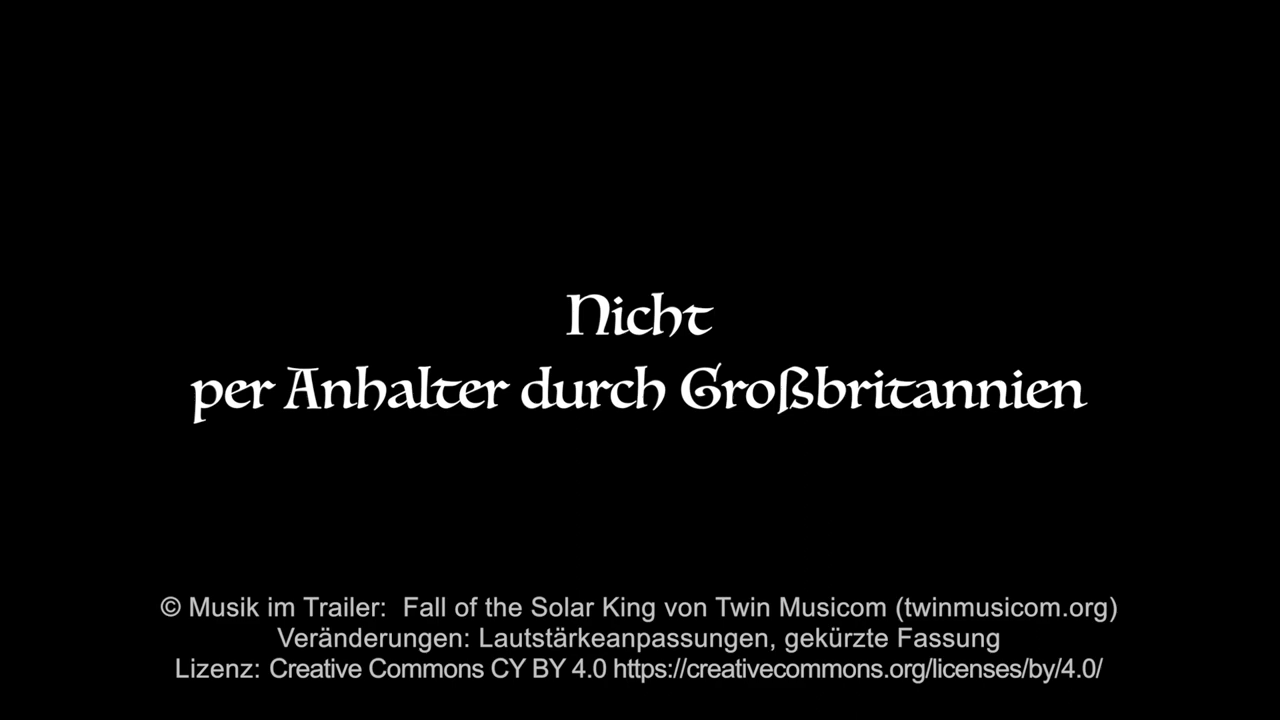 Nicht
per Anhalter durch Großbritannien
© Musik im Trailer:  Fall of the Solar King von Twin Musicom (twinmusicom.org)
Veränderungen: Lautstärkeanpassungen, gekürzte Fassung
Lizenz: Creative Commons CY BY 4.0 https://creativecommons.org/licenses/by/4.0/